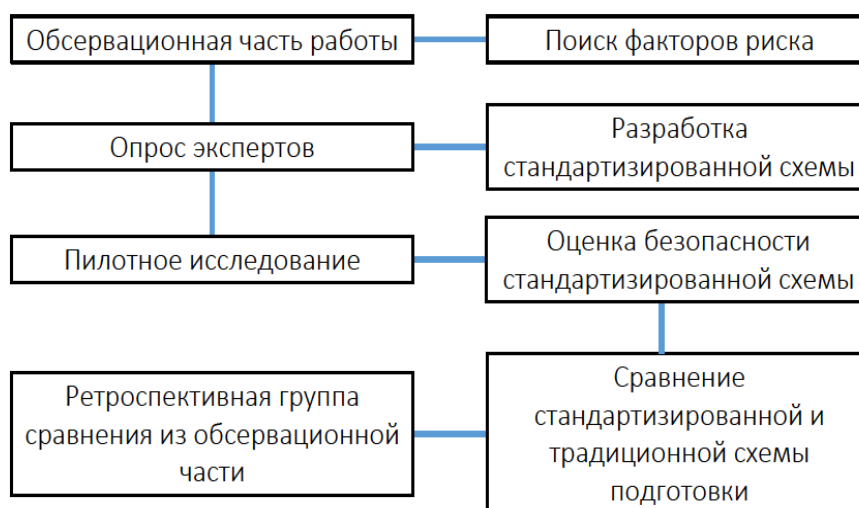 Обсервационная часть работы
Поиск факторов риска
Опрос экспертов
Разработка
стандартизированной схемы
Пилотное исследование
Оценка безопасности
стандартизированной схемы
Ретроспективная группа
сравнения из обсервационной
части
Сравнение
стандартизированной и
традиционной схемы
подготовки